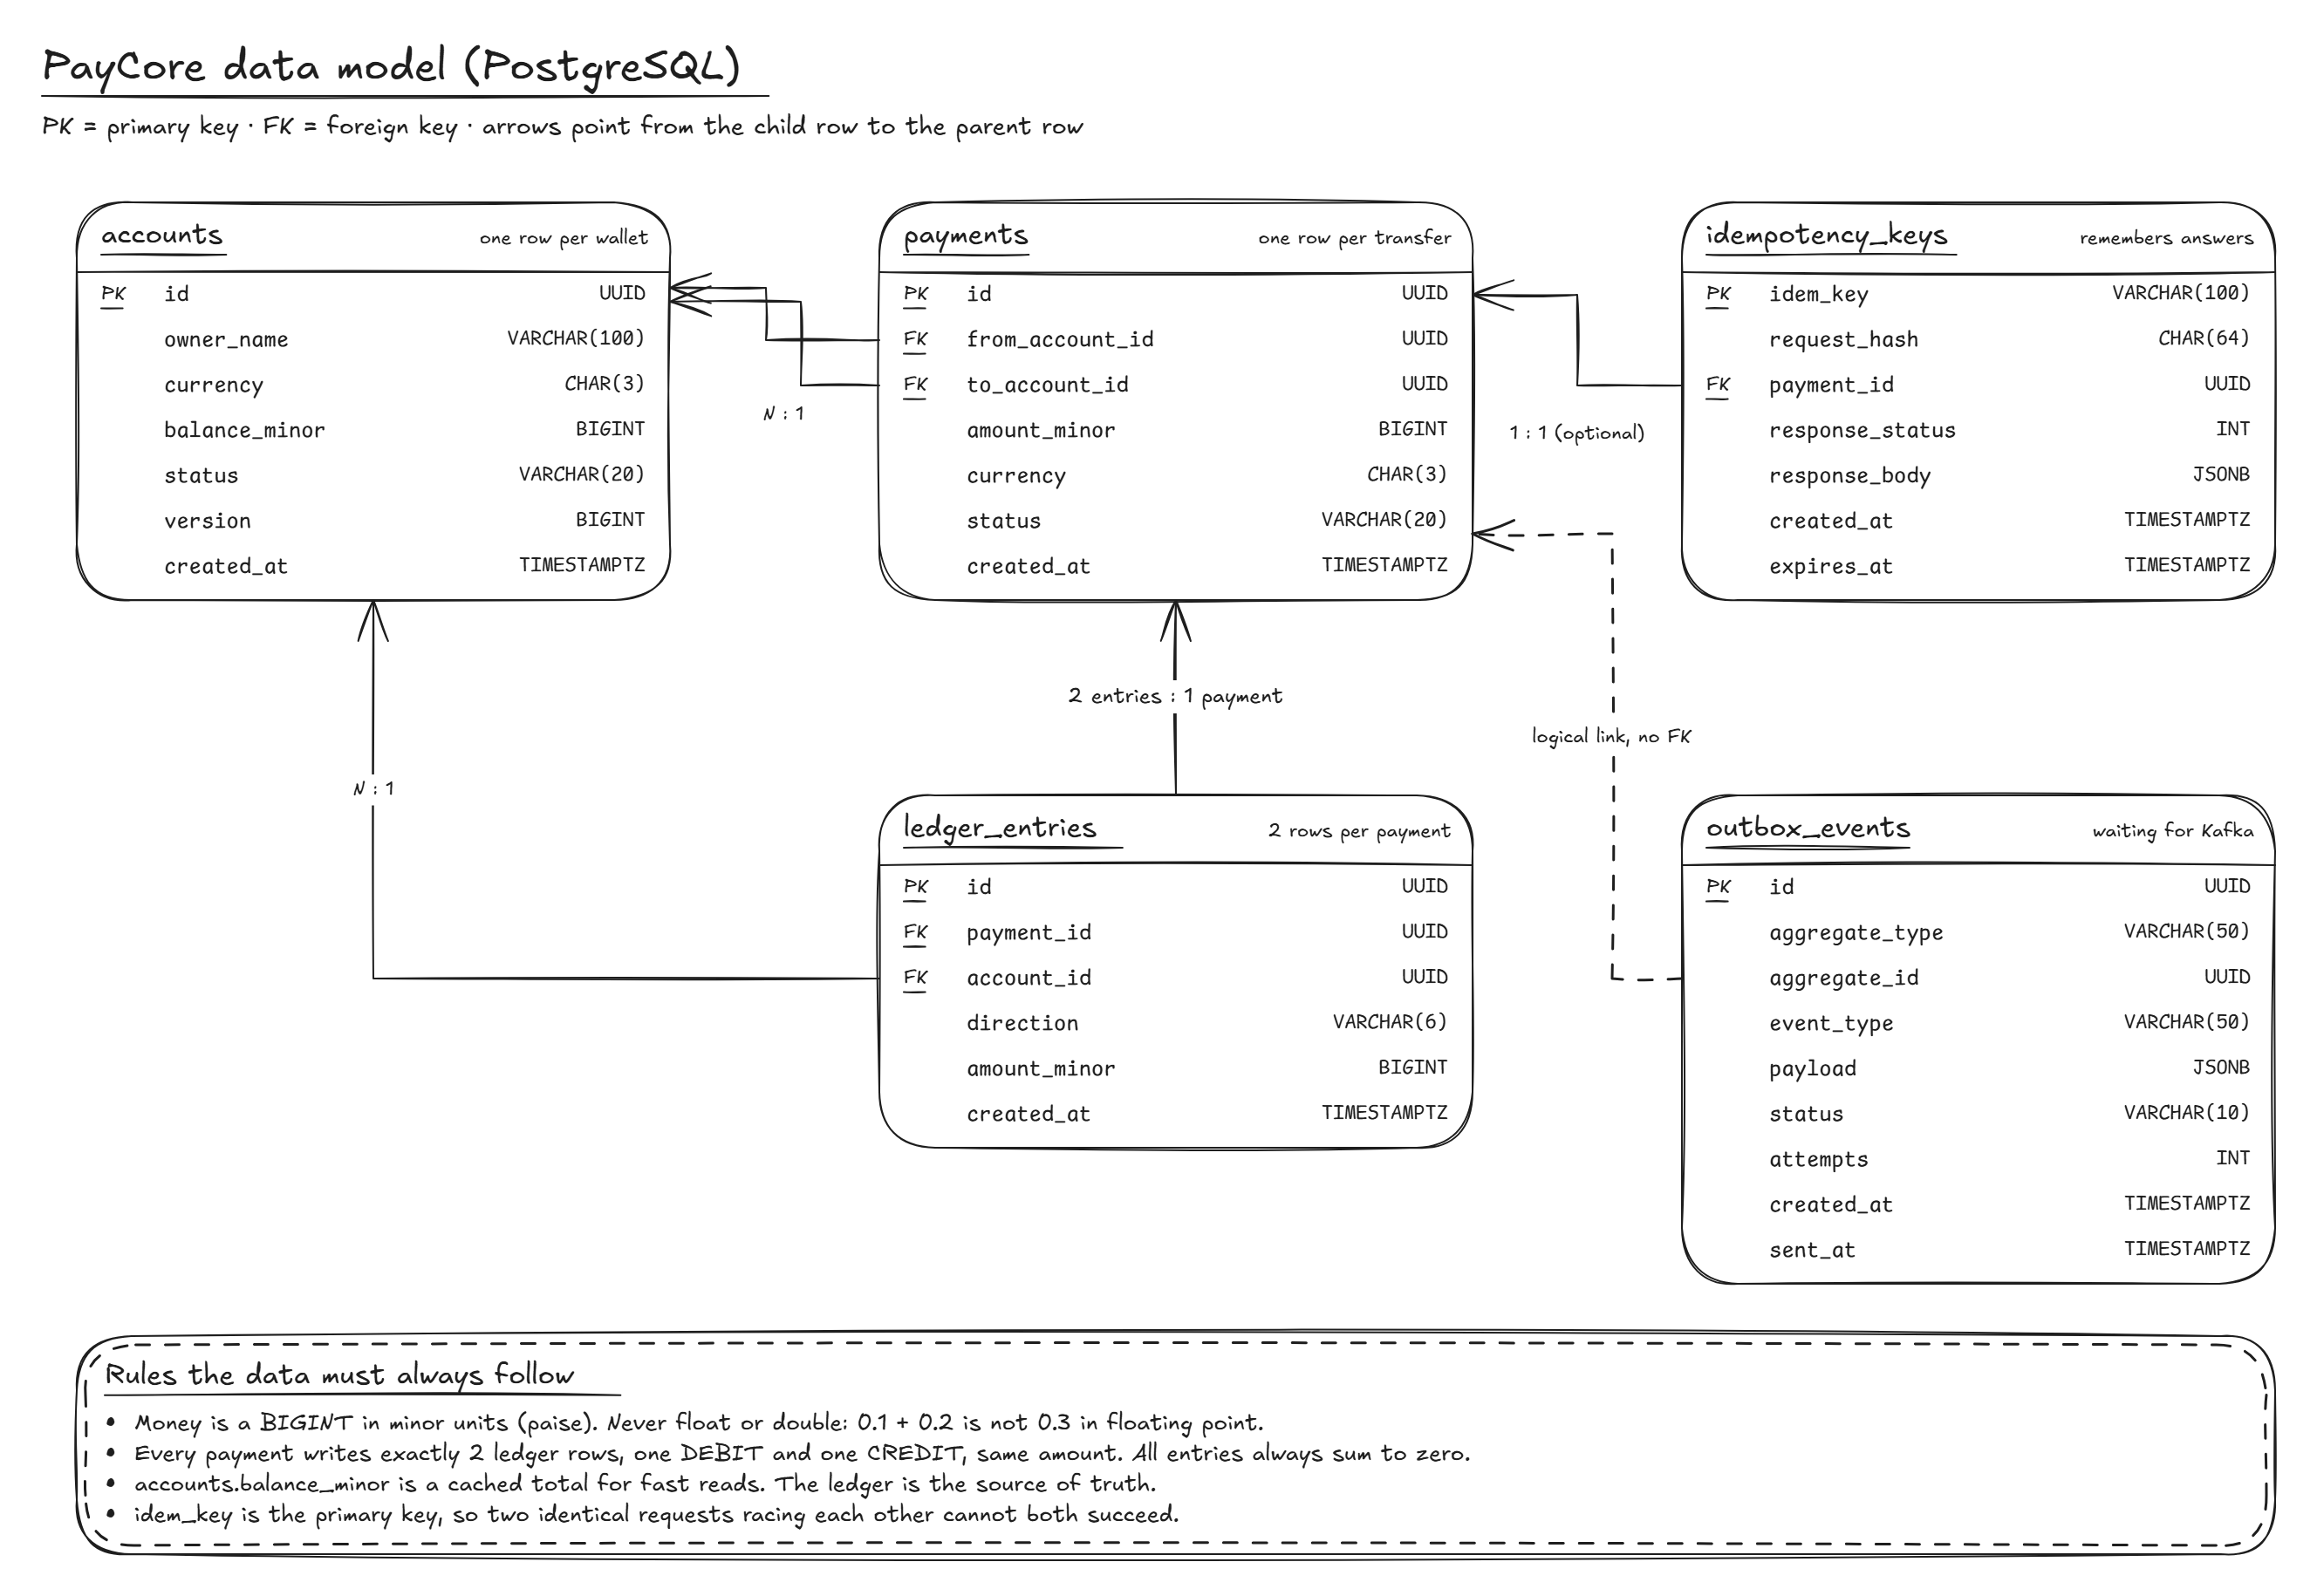 PayCore data model (PostgreSQL)
PK = primary key · FK = foreign key · arrows point from the child row to the parent row
accounts one row per wallet
PK id UUID
owner_name VARCHAR(100)
currency CHAR(3)
balance_minor BIGINT
status VARCHAR(20)
version BIGINT
created_at TIMESTAMPTZ
N : 1
payments one row per transfer
PK id UUID
FK from_account_id UUID
FK to_account_id UUID
amount_minor BIGINT
currency CHAR(3)
status VARCHAR(20)
created_at TIMESTAMPTZ
1 : 1 (optional)
idempotency_keys remembers answers
PK idem_key VARCHAR(100)
request_hash CHAR(64)
FK payment_id UUID
response_status INT
response_body JSONB
created_at TIMESTAMPTZ
expires_at TIMESTAMPTZ
2 entries : 1 payment
logical link, no FK
N : 1
ledger_entries 2 rows per payment
PK id UUID
FK payment_id UUID
FK account_id UUID
direction VARCHAR(6)
amount_minor BIGINT
created_at TIMESTAMPTZ
outbox_events waiting for Kafka
PK id UUID
aggregate_type VARCHAR(50)
aggregate_id UUID
event_type VARCHAR(50)
payload JSONB
status VARCHAR(10)
attempts INT
created_at TIMESTAMPTZ
sent_at TIMESTAMPTZ
Rules the data must always follow
• Money is a BIGINT in minor units (paise). Never float or double: 0.1 + 0.2 is not 0.3 in floating point.
• Every payment writes exactly 2 ledger rows, one DEBIT and one CREDIT, same amount. All entries always sum to zero.
• accounts.balance_minor is a cached total for fast reads. The ledger is the source of truth.
• idem_key is the primary key, so two identical requests racing each other cannot both succeed.